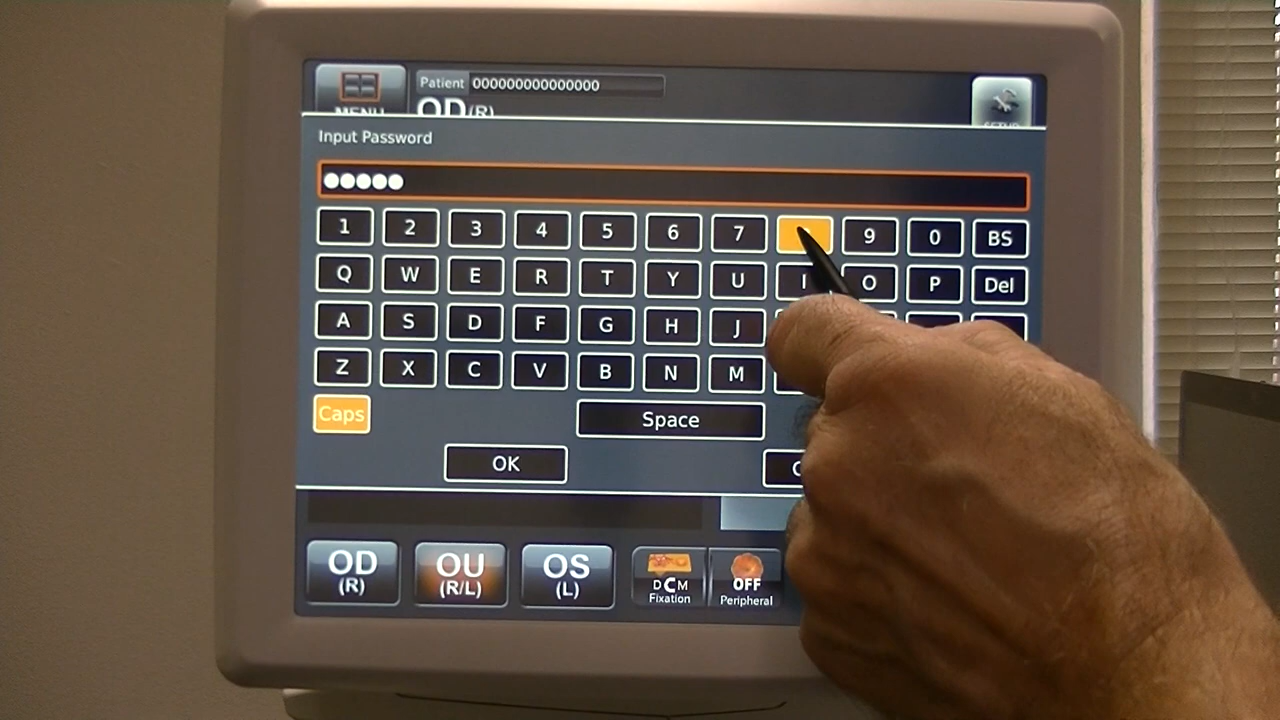 Patient 000000000000000
MENU OD(R) SETUP
Input Password
1 2 3 4 5 6 7 9 0 BS
Q W E R T Y U I O P Del
A S D F G H J
Z X C V B N M
Caps Space
OK
OD OU OS DCM OFF
(R) (R/L) (L) Fixation Peripheral